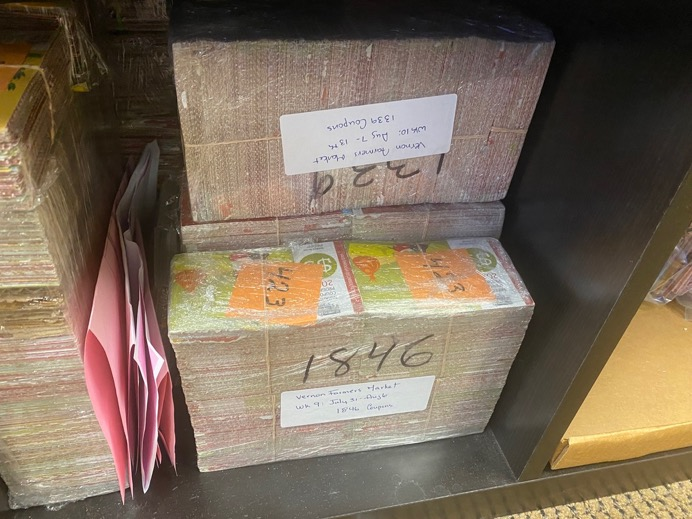 Vernon Farmers Market
WK 10: Aug 7 - 13th
1339 Coupons
1339
423
$
20
423
$
1846
Vernon Farmers Market
WK 9: July 31 - Aug 6
1846 Coupons